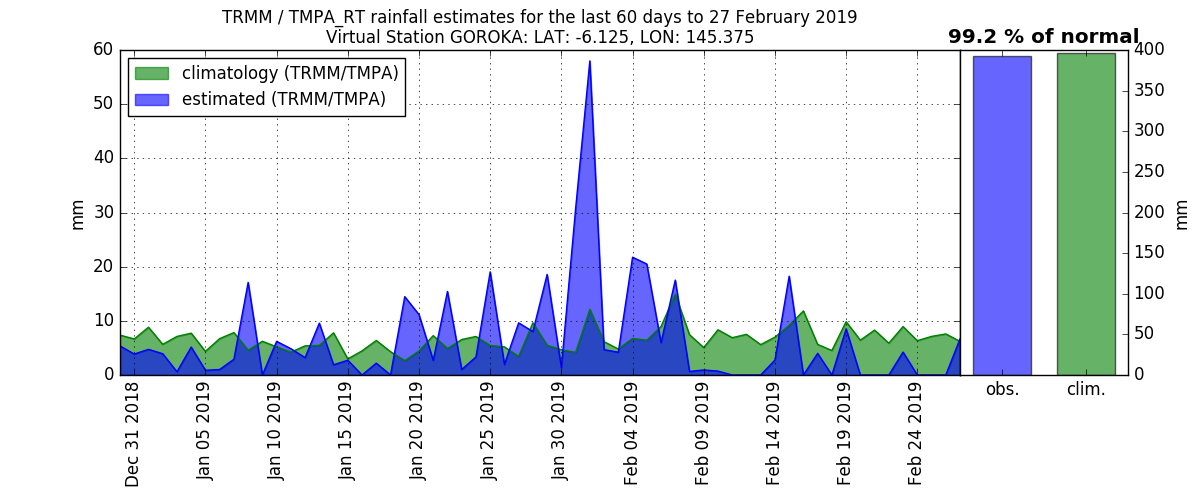 TRMM / TMPA_RT rainfall estimates for the last 60 days to 27 February 2019
Virtual Station GOROKA: LAT: -6.125, LON: 145.375
99.2 % of normal
climatology (TRMM/TMPA)
estimated (TRMM/TMPA)
60
50
40
30
20
10
0
mm
Dec 31 2018
Jan 05 2019
Jan 10 2019
Jan 15 2019
Jan 20 2019
Jan 25 2019
Jan 30 2019
Feb 04 2019
Feb 09 2019
Feb 14 2019
Feb 19 2019
Feb 24 2019
400
350
300
250
200
150
100
50
0
mm
obs.
clim.